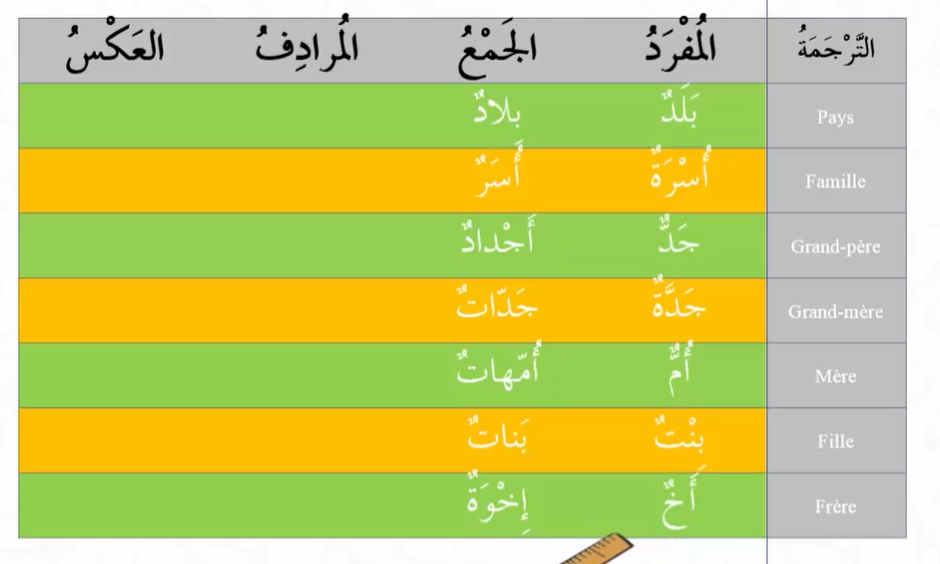 التَّرْجَمَةُ المُفْرَدُ الجَمْعُ المُرادِفُ العَكْسُ
Pays بَلَدٌ بلادٌ
Famille أُسْرَةٌ أُسَرٌ
Grand-père جَدٌّ أَجْدادٌ
Grand-mère جَدَّةٌ جَدّاتٌ
Mère أُمٌّ أُمّهاتٌ
Fille بِنْتٌ بَناتٌ
Frère أَخٌ إِخْوَةٌ